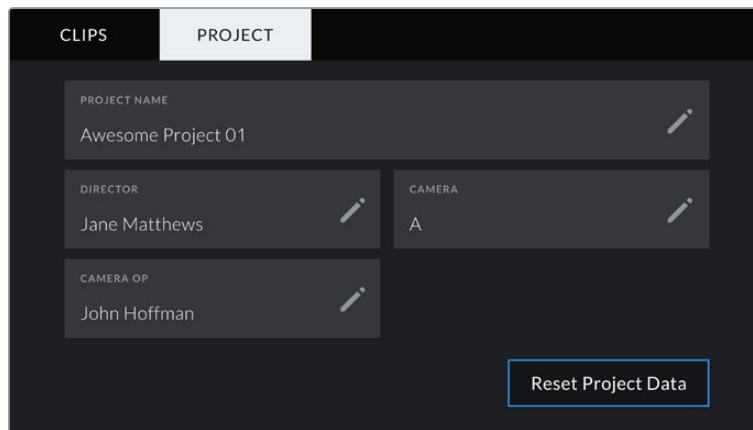 CLIPS PROJECT
PROJECT NAME
Awesome Project 01
DIRECTOR
Jane Matthews
CAMERA
A
CAMERA OP
John Hoffman
Reset Project Data